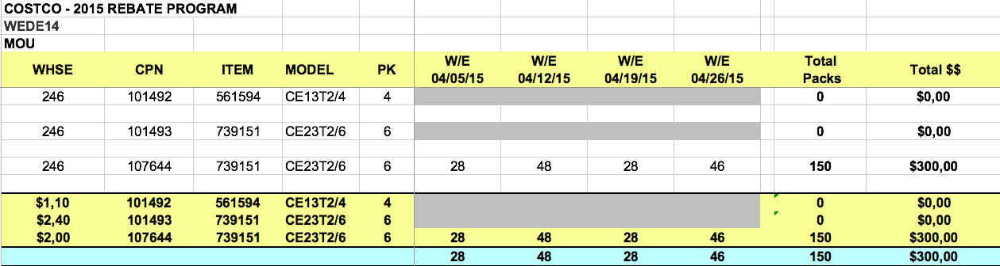 COSTCO - 2015 REBATE PROGRAM
WEDE14
MOU
WHSE CPN ITEM MODEL PK W/E 04/05/15 W/E 04/12/15 W/E 04/19/15 W/E 04/26/15 Total Packs Total $$
246 101492 561594 CE13T2/4 4 0 $0,00
246 101493 739151 CE23T2/6 6 0 $0,00
246 107644 739151 CE23T2/6 6 28 48 28 46 150 $300,00
$1,10 101492 561594 CE13T2/4 4 0 $0,00
$2,40 101493 739151 CE23T2/6 6 0 $0,00
$2,00 107644 739151 CE23T2/6 6 28 48 28 46 150 $300,00
28 48 28 46 150 $300,00